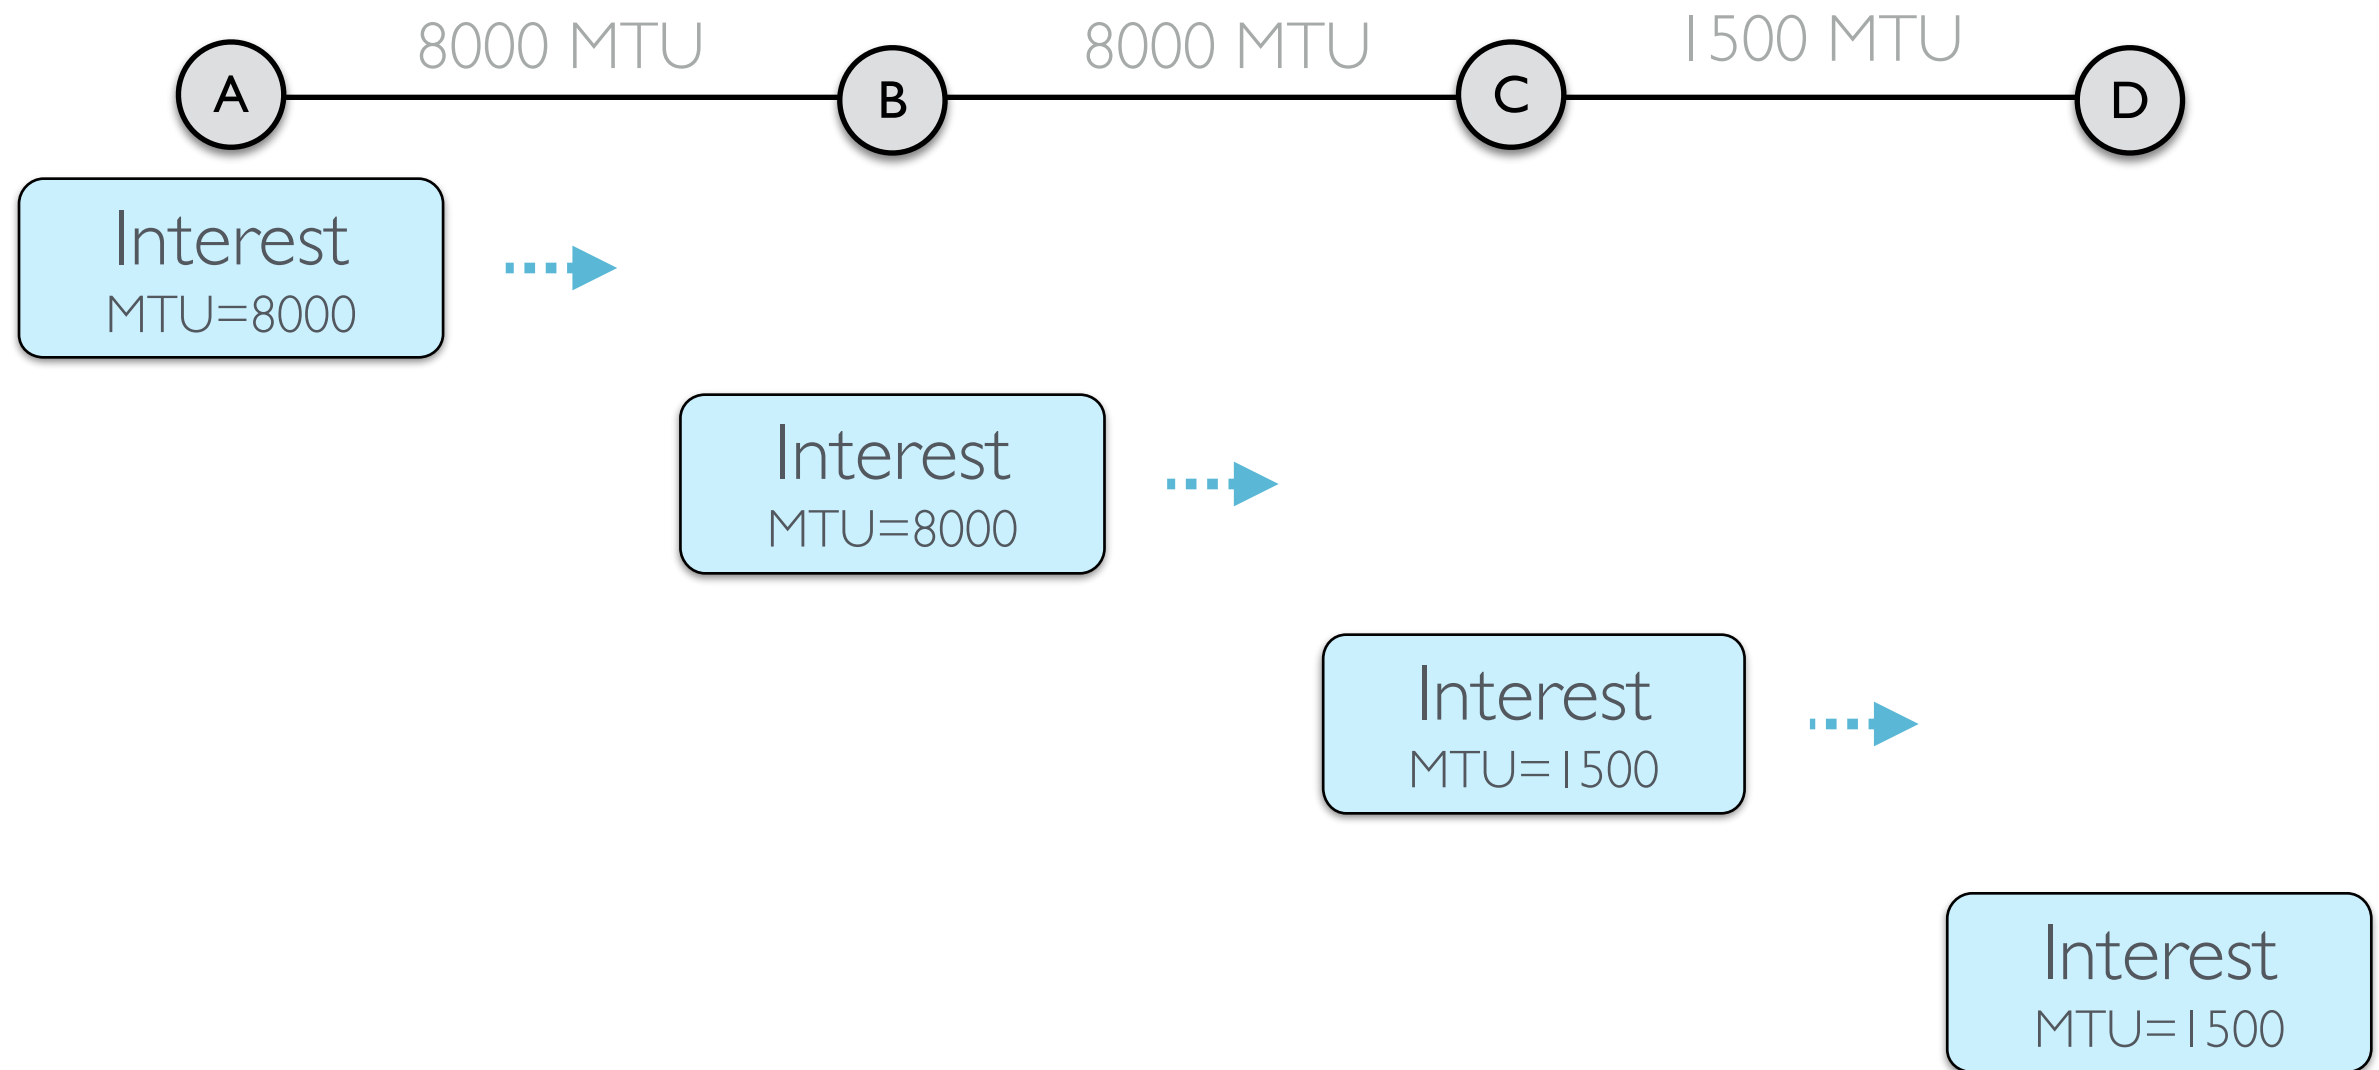 8000 MTU
8000 MTU
1500 MTU
A
B
C
D
Interest
MTU=8000
Interest
MTU=8000
Interest
MTU=1500
Interest
MTU=1500